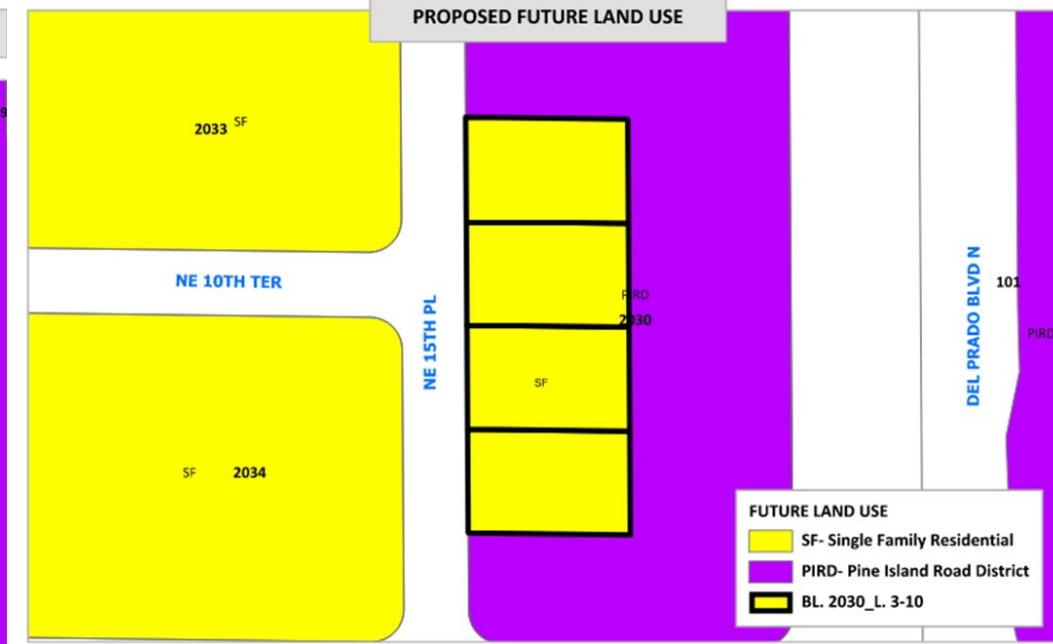 PROPOSED FUTURE LAND USE
9
2033 SF
NE 10TH TER
NE 15TH PL
PIRD
2030
SF
SF 2034
DEL PRADO BLVD N
101
PIRD
FUTURE LAND USE
SF- Single Family Residential
PIRD- Pine Island Road District
BL. 2030_L. 3-10